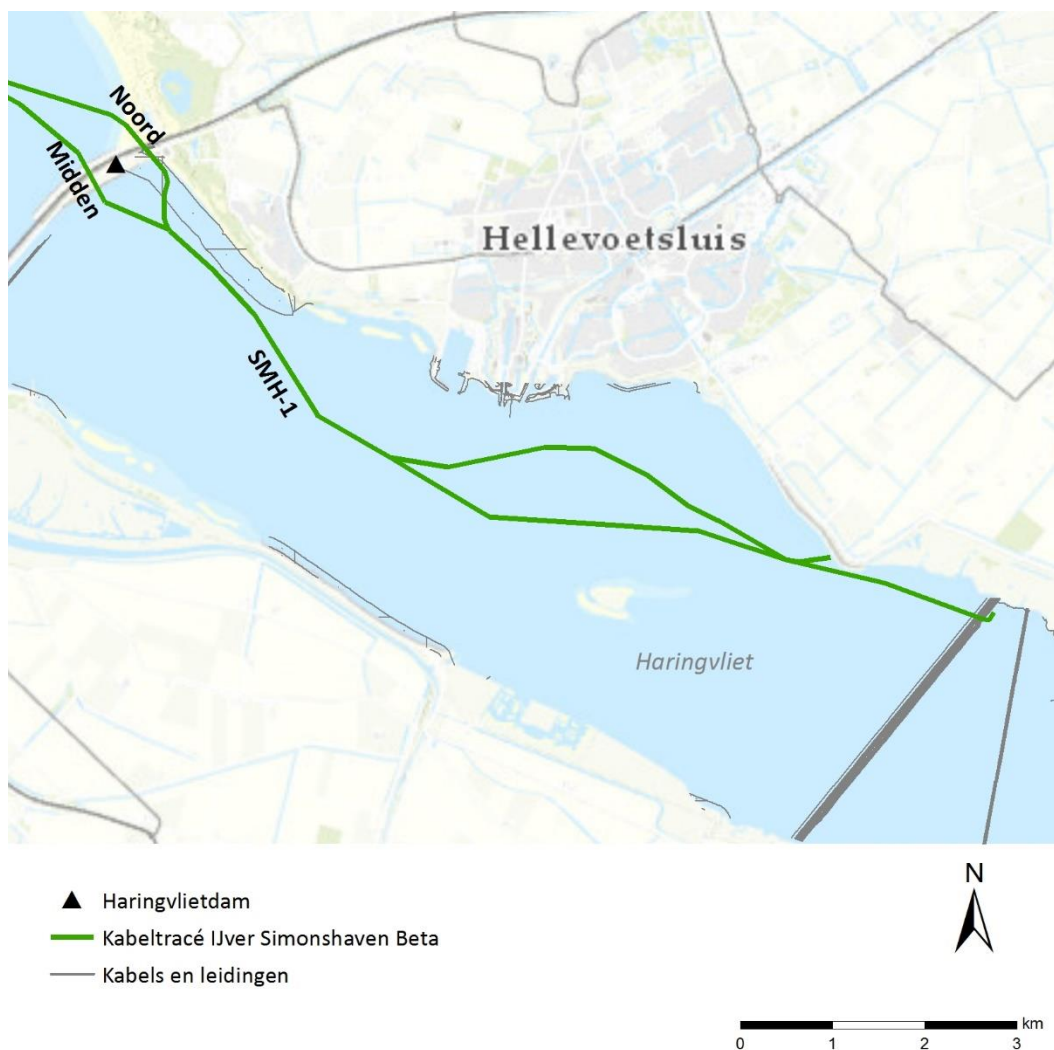 Noord
Midden
Hellevoetsluis
SMH-1
Haringvliet
Haringvlietdam
Kabeltracé IJver Simonshaven Beta
Kabels en leidingen
N
km
0 1 2 3